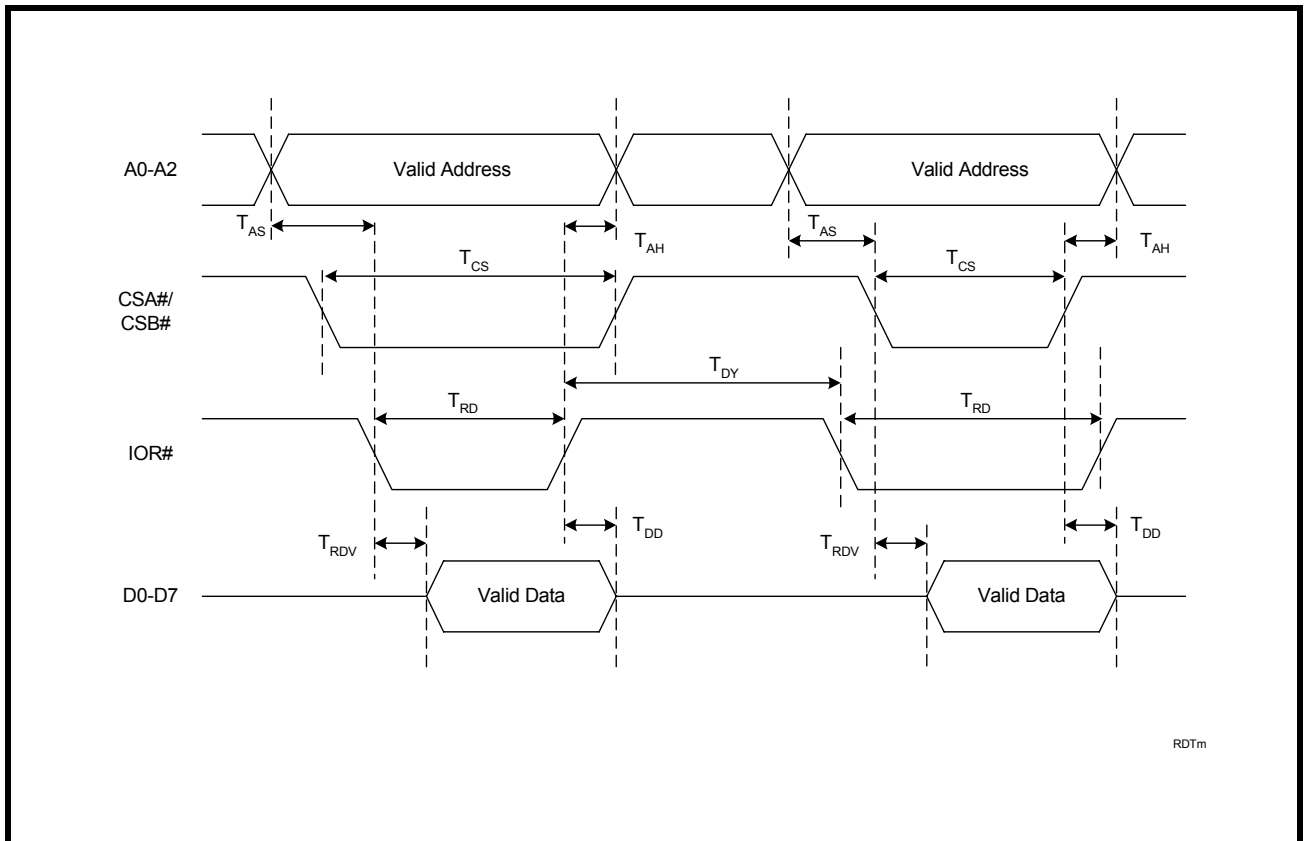 A0-A2
Valid Address
Valid Address
TAS
TAH
TAS
TAH
CSA#/
CSB#
TCS
TCS
TDY
IOR#
TRD
TRD
TRDV
TDD
TRDV
TDD
D0-D7
Valid Data
Valid Data
RDTm